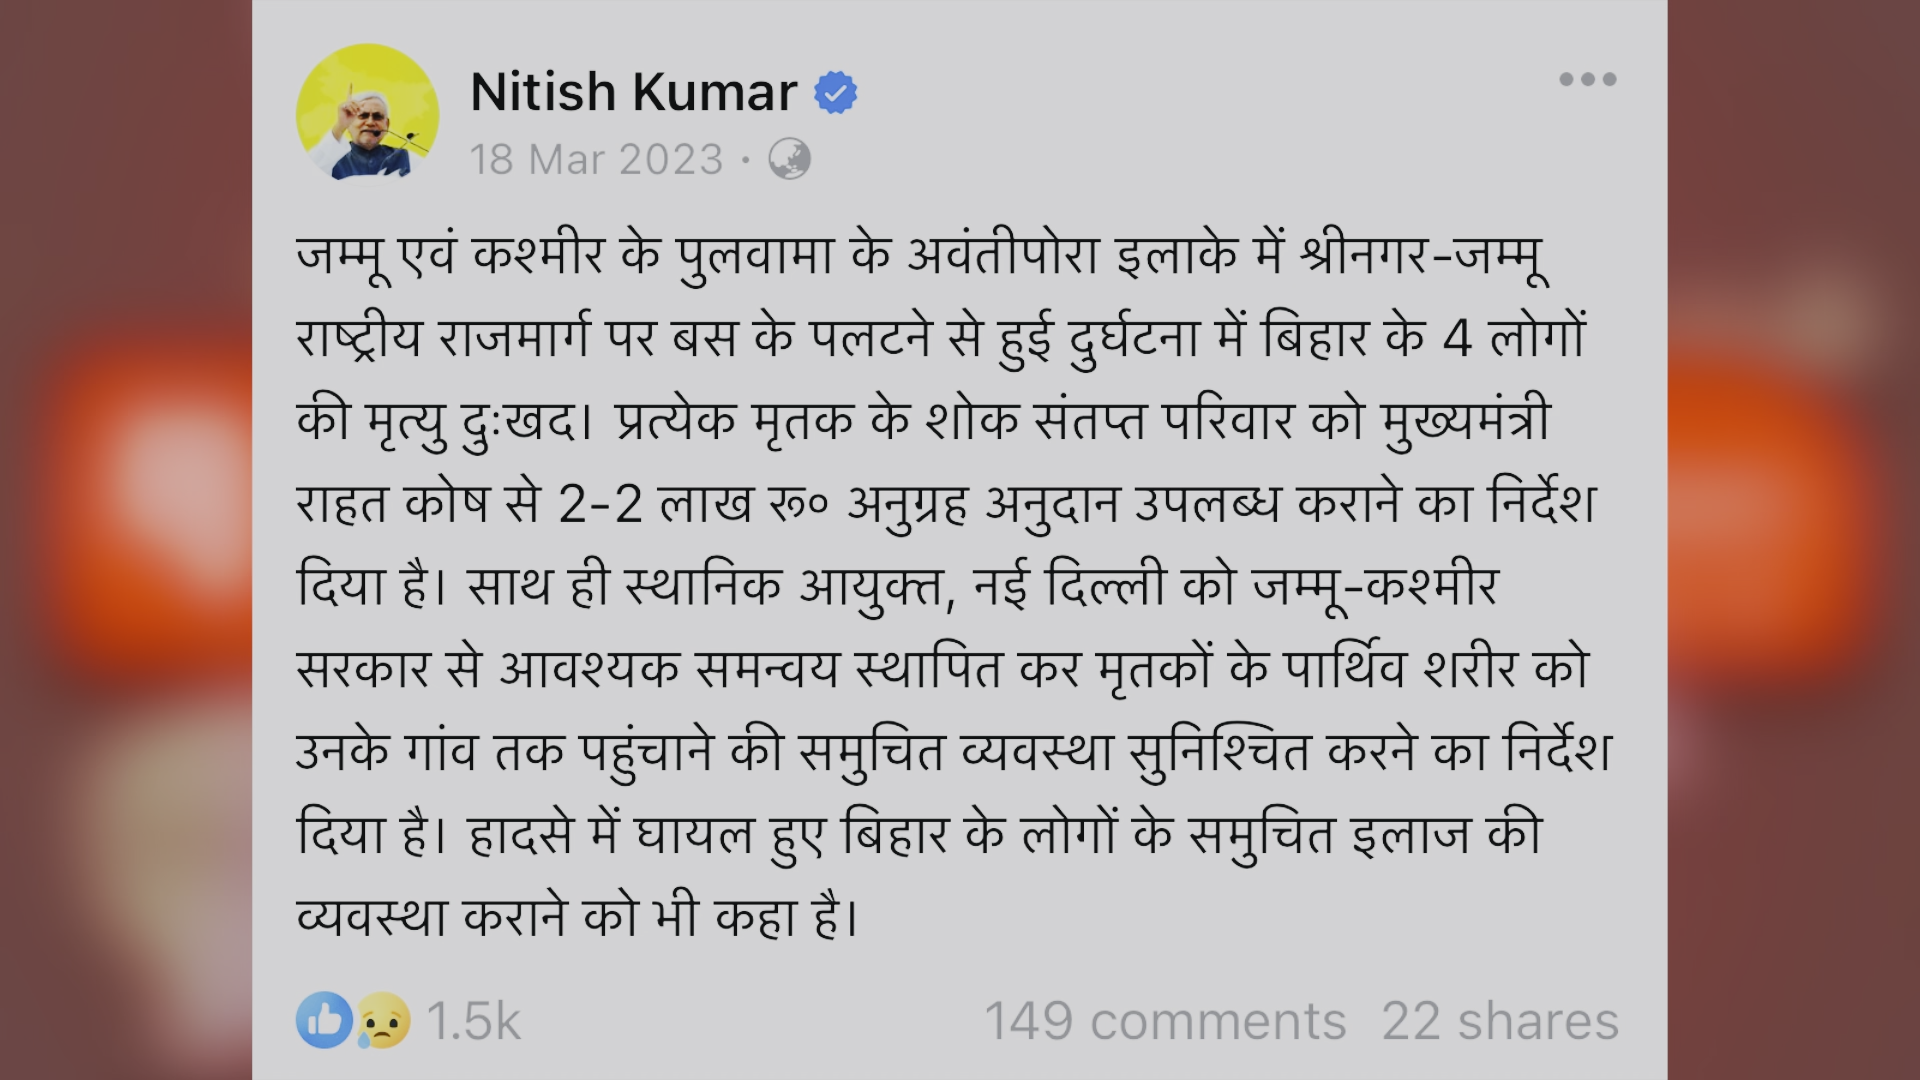 Nitish Kumar
18 Mar 2023
जम्मू एवं कश्मीर के पुलवामा के अवंतीपोरा इलाके में श्रीनगर-जम्मू
राष्ट्रीय राजमार्ग पर बस के पलटने से हुई दुर्घटना में बिहार के 4 लोगों
की मृत्यु दुःखद। प्रत्येक मृतक के शोक संतप्त परिवार को मुख्यमंत्री
राहत कोष से 2-2 लाख रू० अनुग्रह अनुदान उपलब्ध कराने का निर्देश
दिया है। साथ ही स्थानिक आयुक्त, नई दिल्ली को जम्मू-कश्मीर
सरकार से आवश्यक समन्वय स्थापित कर मृतकों के पार्थिव शरीर को
उनके गांव तक पहुंचाने की समुचित व्यवस्था सुनिश्चित करने का निर्देश
दिया है। हादसे में घायल हुए बिहार के लोगों के समुचित इलाज की
व्यवस्था कराने को भी कहा है।
1.5k 149 comments 22 shares